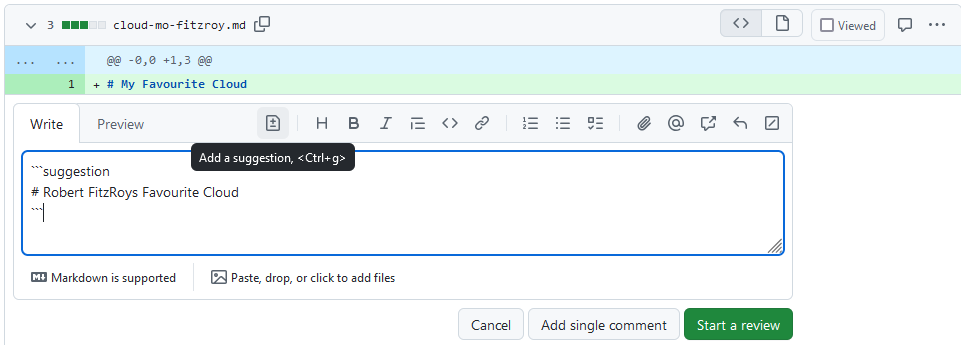 3 cloud-mo-fitzroy.md <> Viewed ...
... ... @@ -0,0 +1,3 @@
1 + # My Favourite Cloud
Write Preview H B I
Add a suggestion, <Ctrl+g>
```suggestion
# Robert FitzRoys Favourite Cloud
```
Markdown is supported Paste, drop, or click to add files
Cancel Add single comment Start a review